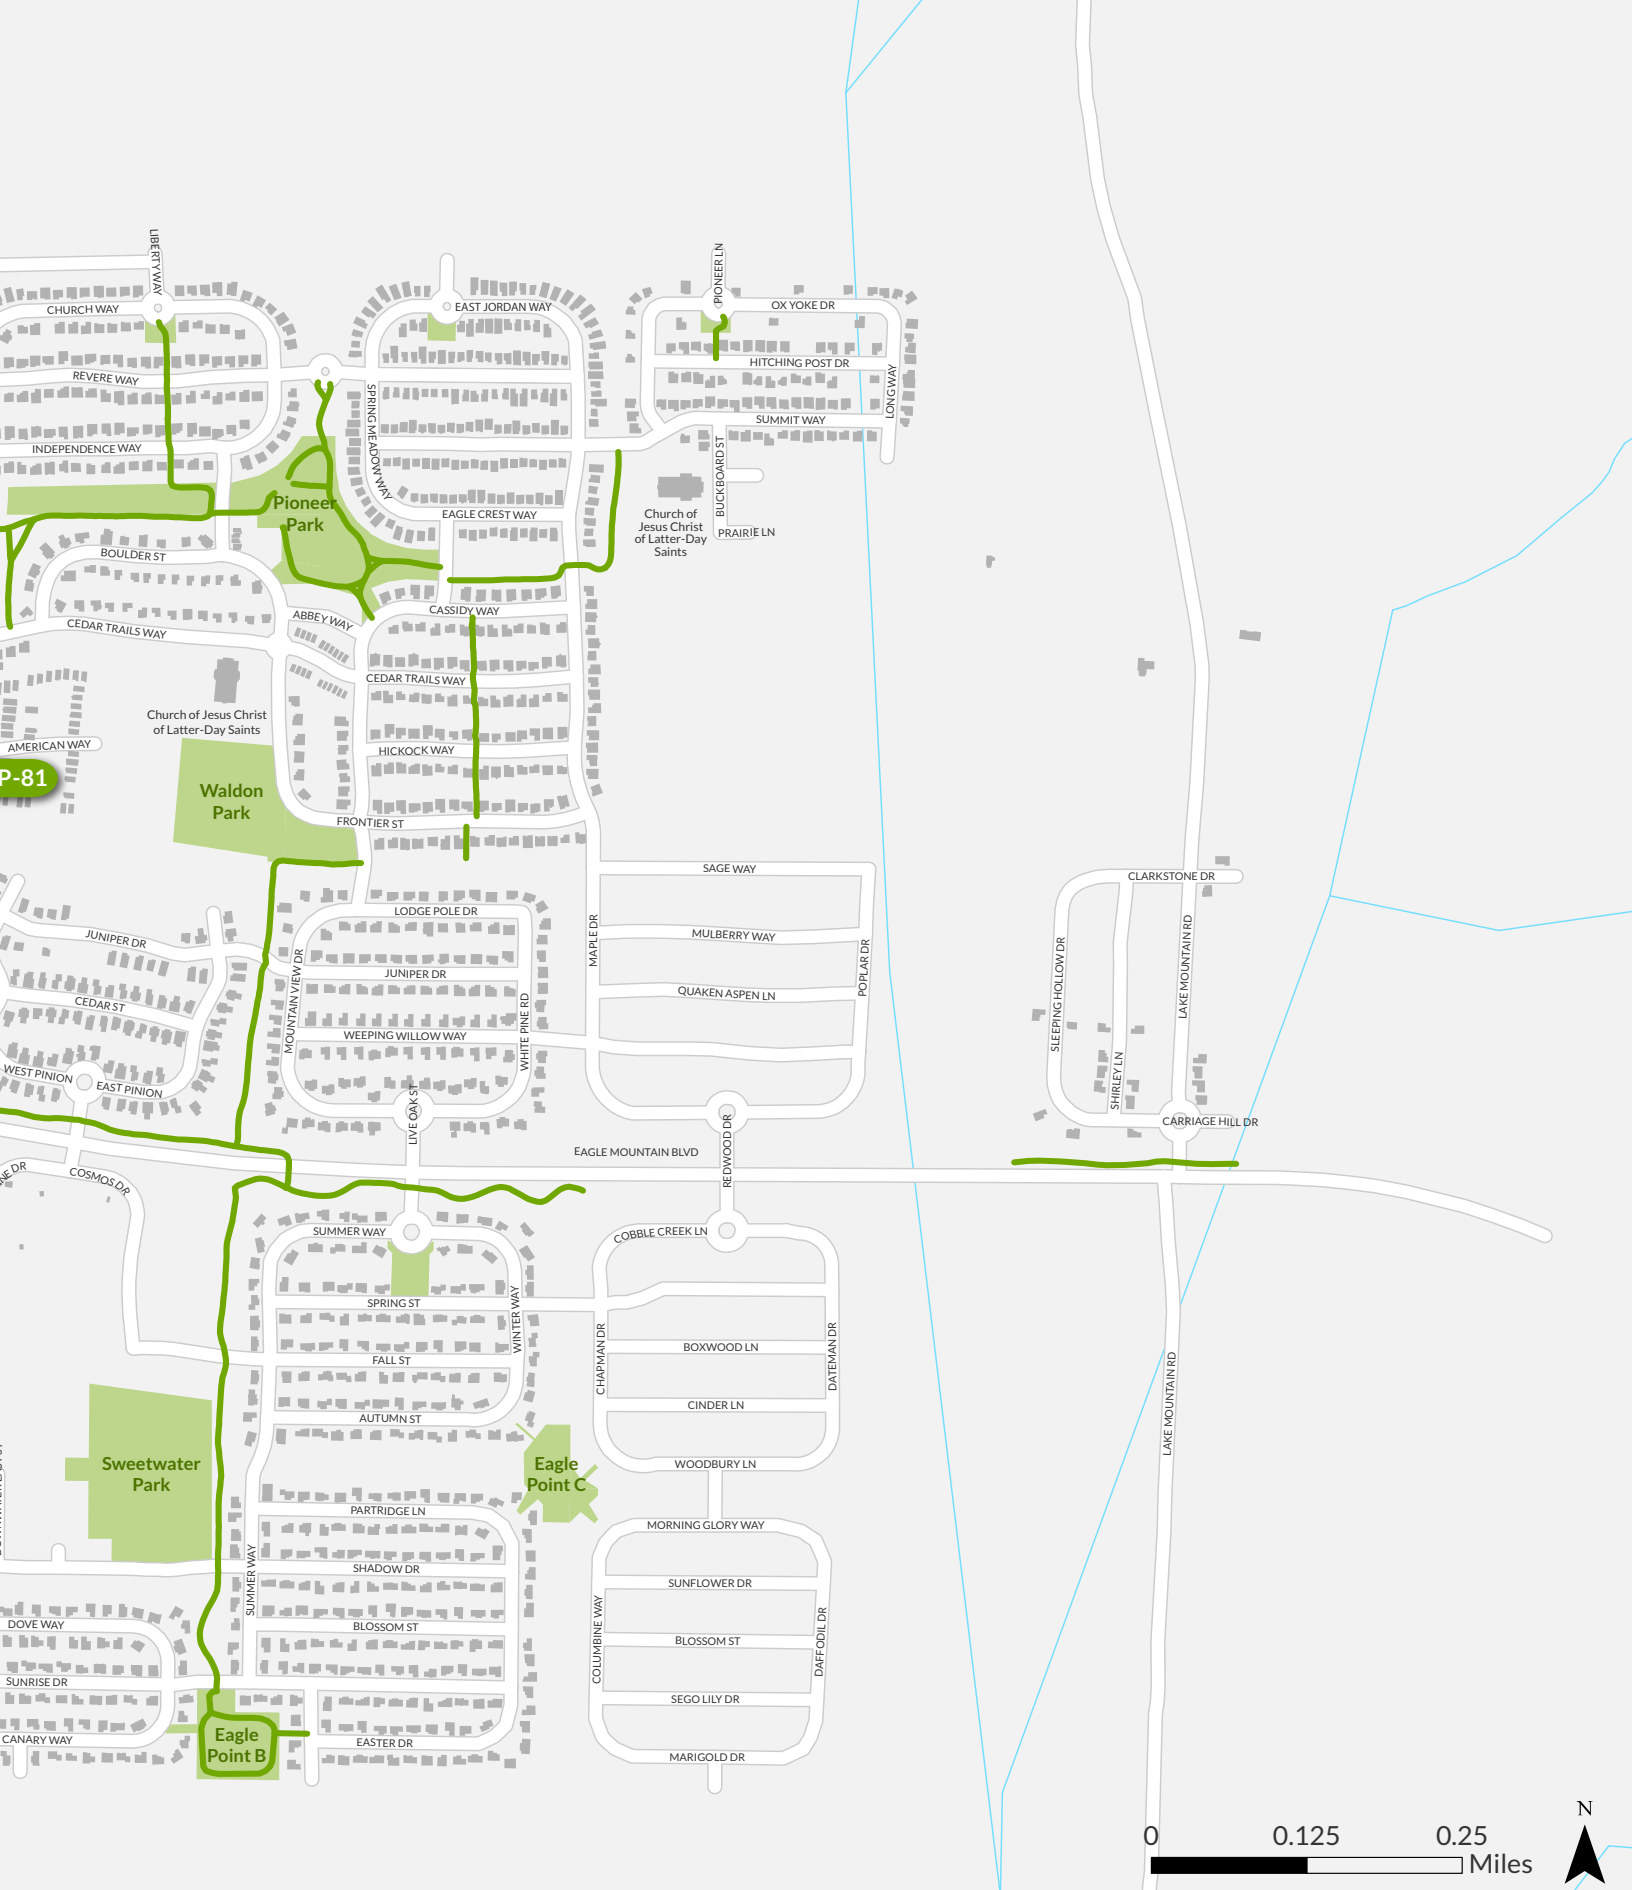 LIBERTY WAY
PIONEER LN
CHURCH WAY
EAST JORDAN WAY
OX YOKE DR
REVERE WAY
HITCHING POST DR
SPRING MEADOW WAY
LONG WAY
SUMMIT WAY
INDEPENDENCE WAY
BUCKBOARD ST
Pioneer
Park
EAGLE CREST WAY
Church of
Jesus Christ
of Latter-Day
Saints
PRAIRIE LN
BOULDER ST
CASSIDY WAY
ABBEY WAY
CEDAR TRAILS WAY
CEDAR TRAILS WAY
Church of Jesus Christ
of Latter-Day Saints
AMERICAN WAY
HICKOCK WAY
P-81
Waldon
Park
FRONTIER ST
SAGE WAY
CLARKSTONE DR
LODGE POLE DR
MAPLE DR
MULBERRY WAY
POPLAR DR
JUNIPER DR
JUNIPER DR
MOUNTAIN VIEW DR
SLEEPING HOLLOW DR
LAKE MOUNTAIN RD
QUAKEN ASPEN LN
CEDAR ST
WHITE PINE RD
WEEPING WILLOW WAY
WEST PINION
EAST PINION
SHIRLEY LN
LIVE OAK ST
CARRIAGE HILL DR
EAGLE MOUNTAIN BLVD
REDWOOD DR
NE DR
COSMOS DR
SUMMER WAY
COBBLE CREEK LN
SPRING ST
WINTER WAY
CHAPMAN DR
BOXWOOD LN
DATEMAN DR
FALL ST
LAKE MOUNTAIN RD
CINDER LN
AUTUMN ST
Sweetwater
Park
Eagle
Point C
WOODBURY LN
PARTRIDGE LN
MORNING GLORY WAY
SHADOW DR
SUMMER WAY
SUNFLOWER DR
DOVE WAY
BLOSSOM ST
COLUMBINE WAY
BLOSSOM ST
DAFFODIL DR
SUNRISE DR
SEGO LILY DR
CANARY WAY
Eagle
Point B
EASTER DR
MARIGOLD DR
N
0 0.125 0.25
Miles